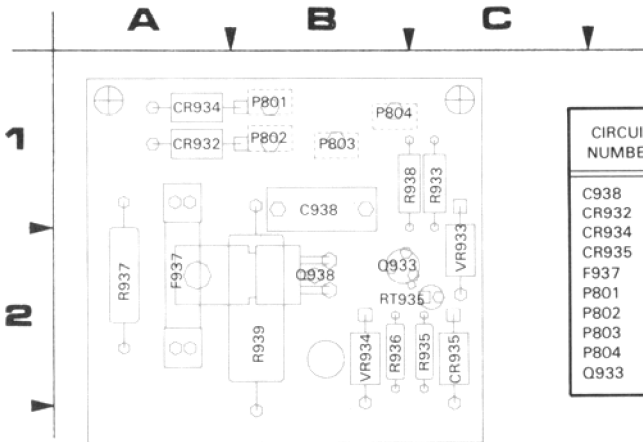 A B C
1
2
CR934
P801
P804
CR932
P802
P803
R938
R933
C938
VR933
R937
F937
Q938
Q933
RT935
R939
VR934
R936
R935
CR935
CIRCUI
NUMBE
C938
CR932
CR934
CR935
F937
P801
P802
P803
P804
Q933